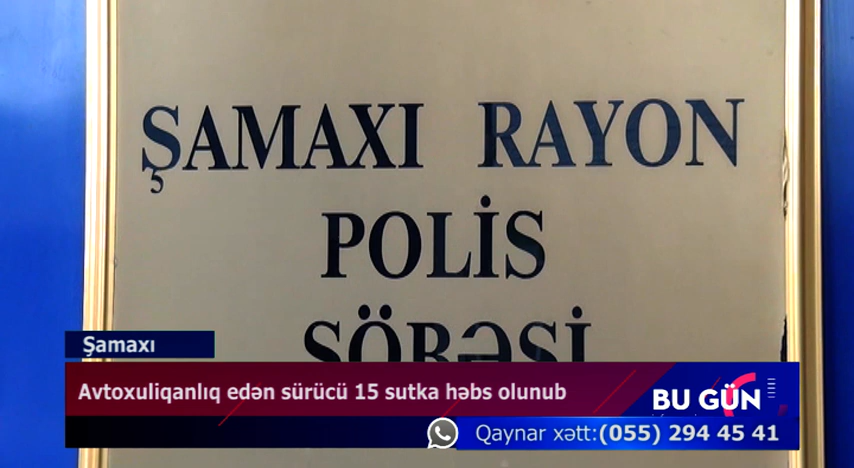 ŞAMAXI RAYON
POLİS
ŞÖBƏSİ
Şamaxı
Avtoxuliqanlıq edən sürücü 15 sutka həbs olunub
BU GÜN
Qaynar xətt:(055) 294 45 41